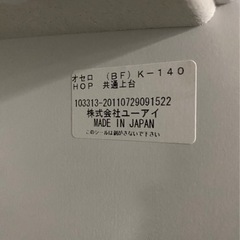 オセロ （BF）K－140
HOP 共通上台
103313-20110729091522
株式会社ユーアイ
MADE IN JAPAN
このシールは剥がさないで下さい